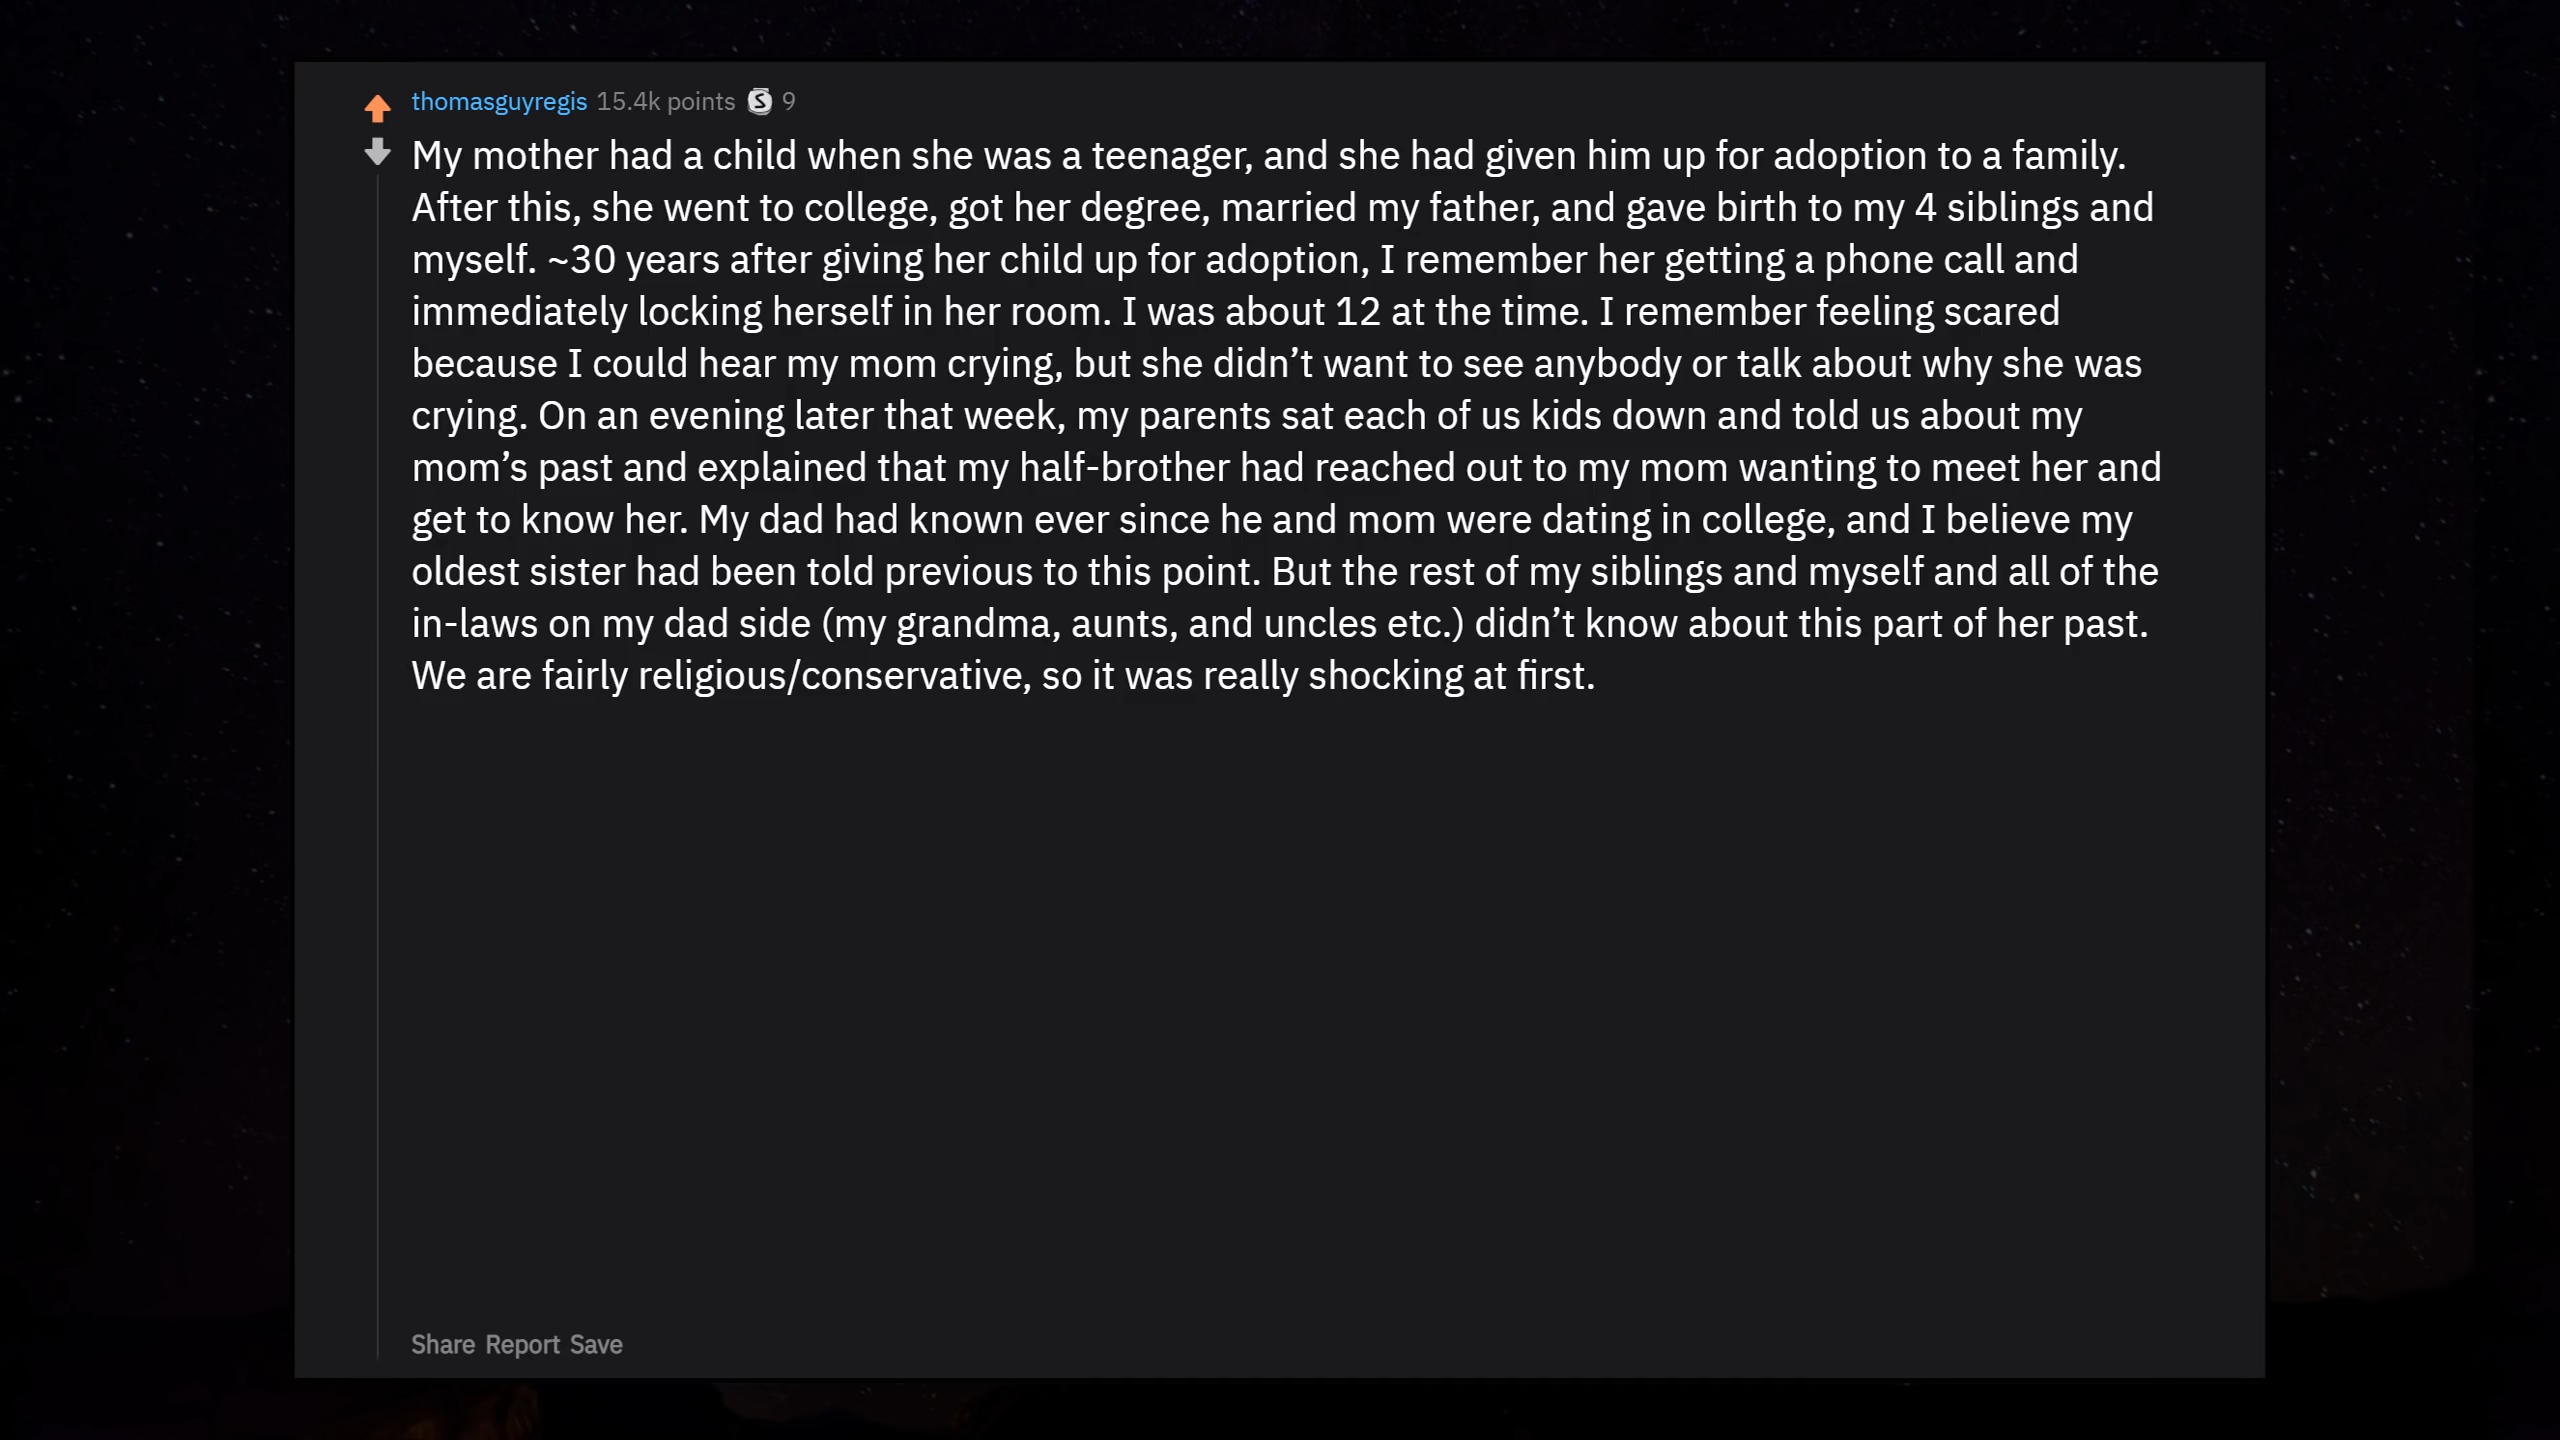 thomasguyregis 15.4k points S 9
My mother had a child when she was a teenager, and she had given him up for adoption to a family.
After this, she went to college, got her degree, married my father, and gave birth to my 4 siblings and
myself. ~30 years after giving her child up for adoption, I remember her getting a phone call and
immediately locking herself in her room. I was about 12 at the time. I remember feeling scared
because I could hear my mom crying, but she didn’t want to see anybody or talk about why she was
crying. On an evening later that week, my parents sat each of us kids down and told us about my
mom’s past and explained that my half-brother had reached out to my mom wanting to meet her and
get to know her. My dad had known ever since he and mom were dating in college, and I believe my
oldest sister had been told previous to this point. But the rest of my siblings and myself and all of the
in-laws on my dad side (my grandma, aunts, and uncles etc.) didn’t know about this part of her past.
We are fairly religious/conservative, so it was really shocking at first.
Share Report Save